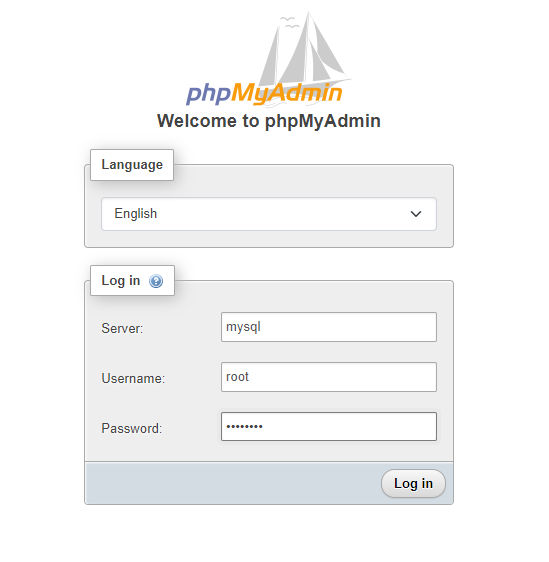 phpMyAdmin
Welcome to phpMyAdmin
Language
English
Log in
Server: mysql
Username: root
Password: ••••••••
Log in